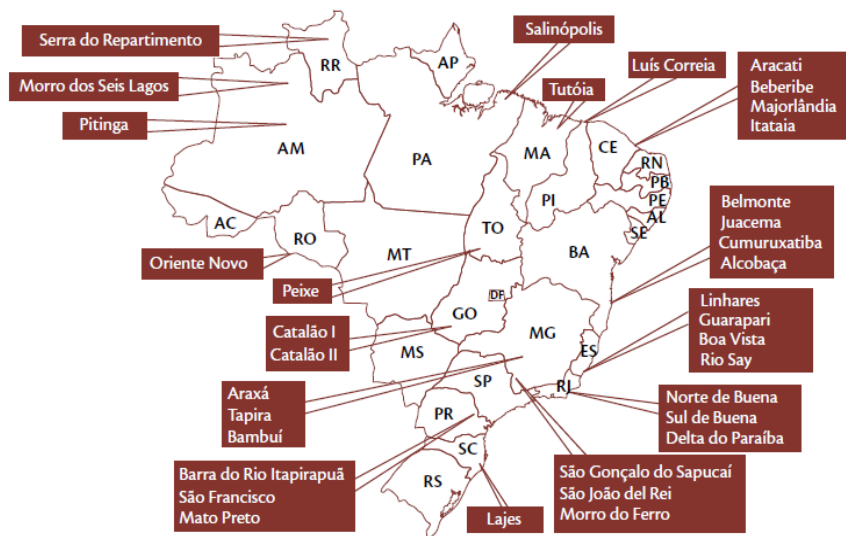 Serra do Repartimento
Morro dos Seis Lagos
Pitinga
Salinópolis
Luís Correia
Tutóia
Aracati
Beberibe
Majorlândia
Itataia
RR
AP
AM
PA
MA
CE
RN
PB
PE
AL
SE
PI
AC
RO
TO
MT
BA
DF
GO
MG
MS
ES
SP
RJ
PR
SC
RS
Oriente Novo
Peixe
Catalão I
Catalão II
Belmonte
Juacema
Cumuruxatiba
Alcobaça
Linhares
Guarapari
Boa Vista
Rio Say
Araxá
Tapira
Bambuí
Norte de Buena
Sul de Buena
Delta do Paraíba
Barra do Rio Itapirapuã
São Francisco
Mato Preto
Lajes
São Gonçalo do Sapucaí
São João del Rei
Morro do Ferro